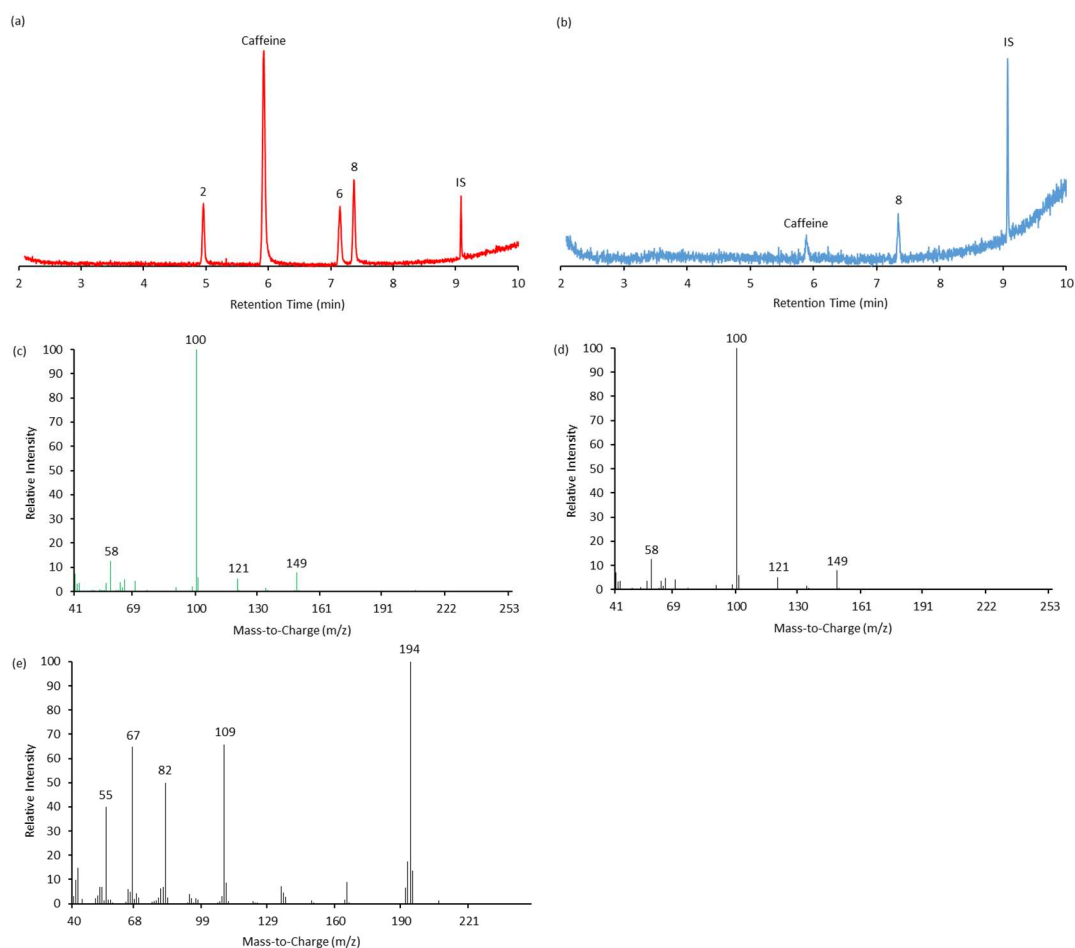 (a)
Caffeine
2
6
8
IS
2 3 4 5 6 7 8 9 10
Retention Time (min)
(b)
IS
8
Caffeine
2 3 4 5 6 7 8 9 10
Retention Time (min)
(c)
100
90
80
70
60
50
40
30
20
10
0
Relative Intensity
100
58
121
149
41 69 100 130 161 191 222 253
Mass-to-Charge (m/z)
(d)
100
90
80
70
60
50
40
30
20
10
0
Relative Intensity
100
58
121
149
41 69 100 130 161 191 222 253
Mass-to-Charge (m/z)
(e)
100
90
80
70
60
50
40
30
20
10
0
Relative Intensity
194
109
67
82
55
40 68 99 129 160 191 221
Mass-to-Charge (m/z)